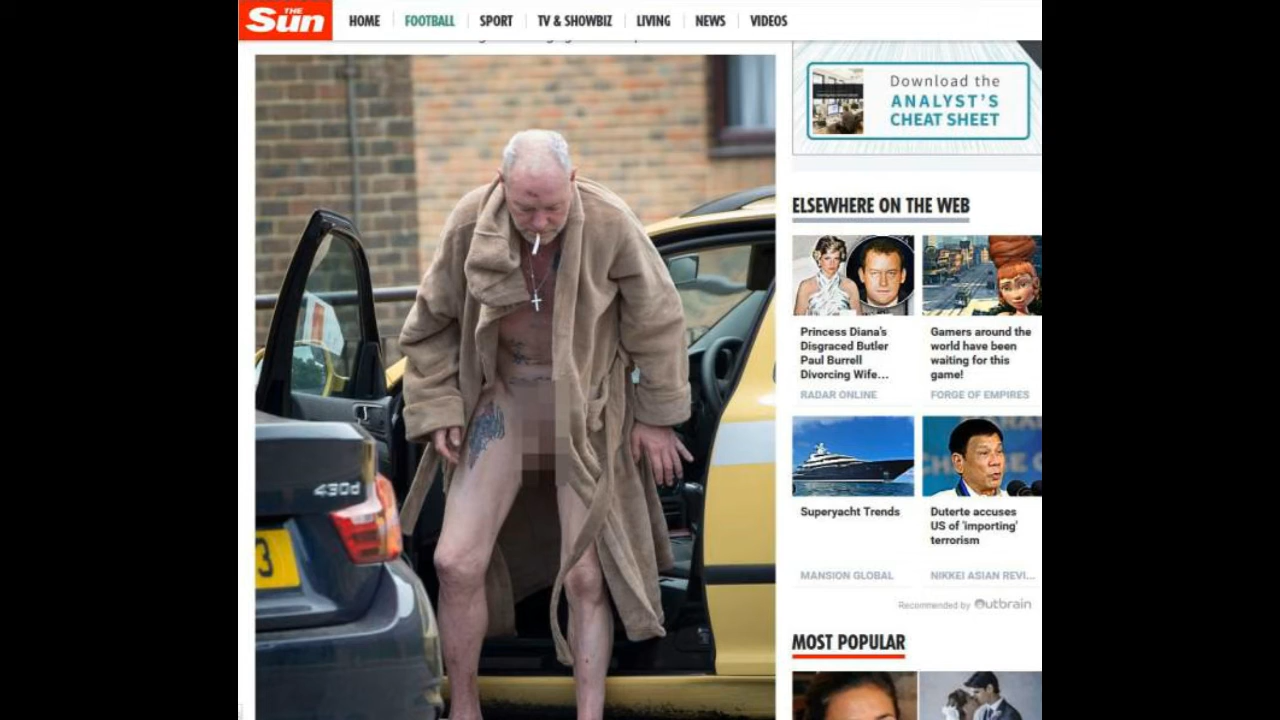 THE
Sun
HOME
FOOTBALL
SPORT
TV & SHOWBIZ
LIVING
NEWS
VIDEOS
430d
3
Download the
ANALYST'S
CHEAT SHEET
ELSEWHERE ON THE WEB
Princess Diana's
Disgraced Butler
Paul Burrell
Divorcing Wife...
RADAR ONLINE
Gamers around the
world have been
waiting for this
game!
FORGE OF EMPIRES
Superyacht Trends
MANSION GLOBAL
Duterte accuses
US of 'importing'
terrorism
NIKKEI ASIAN REVI...
Recommended by Outbrain
MOST POPULAR